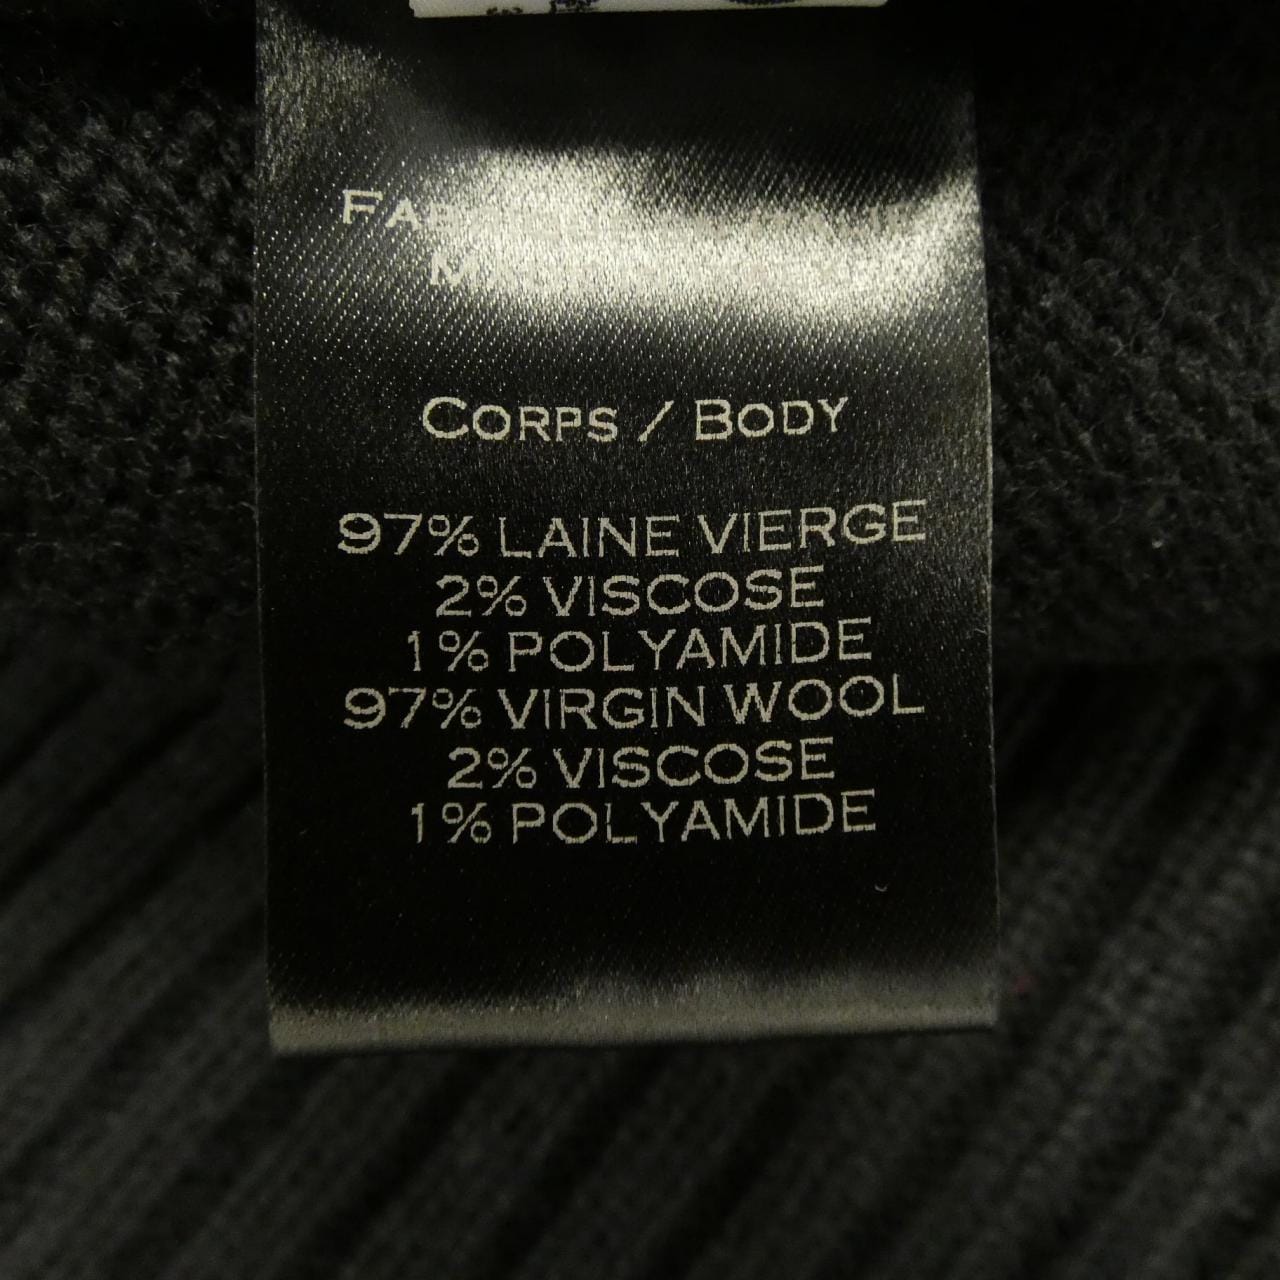 CORPS / BODY
97% LAINE VIERGE
2% VISCOSE
1% POLYAMIDE
97% VIRGIN WOOL
2% VISCOSE
1% POLYAMIDE